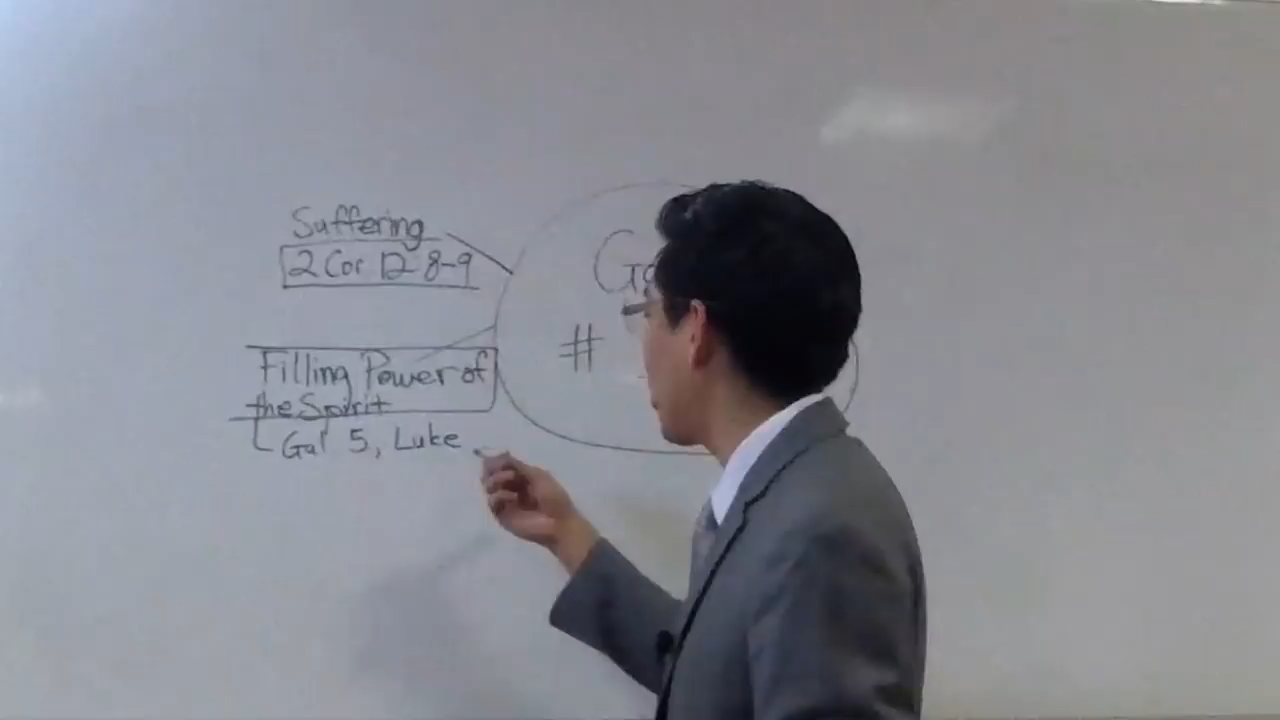 Suffering
2 Cor 12 8-9
Filling Power of
the Spirit
Gal 5, Luke
#